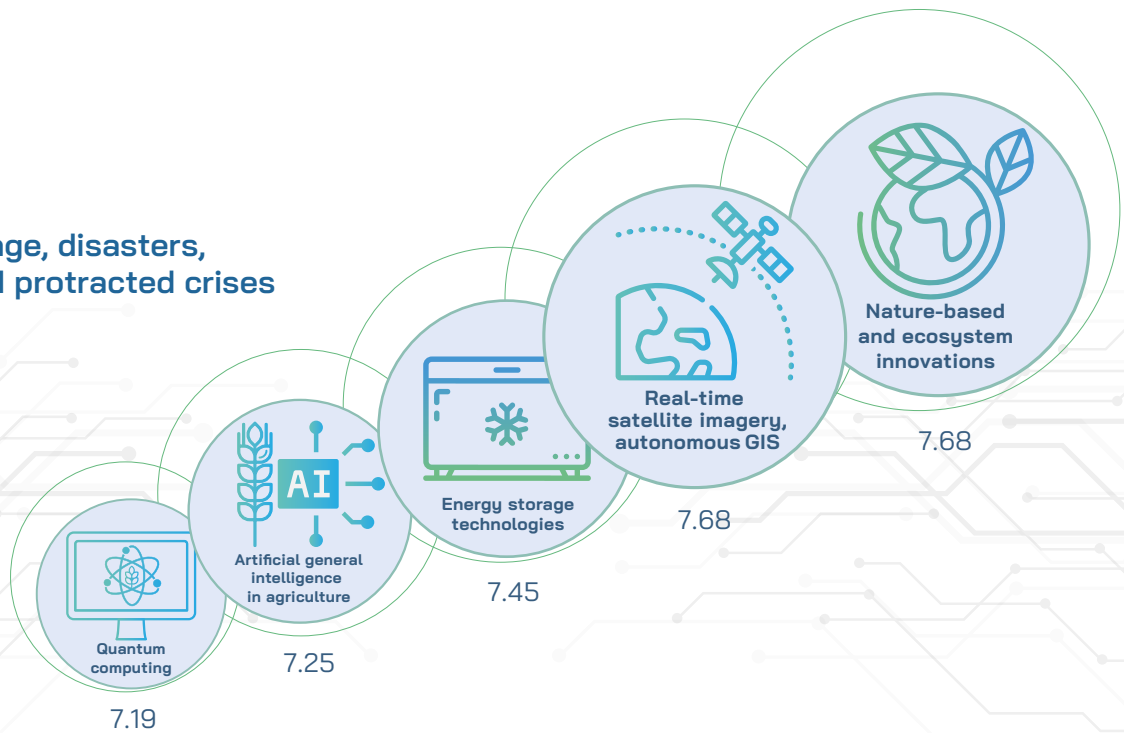 disasters,
protracted crises
Nature-based
and ecosystem
innovations
7.68
Real-time
satellite imagery,
autonomous GIS
7.68
Energy storage
technologies
7.45
AI
Artificial general
intelligence
in agriculture
7.25
Quantum
computing
7.19